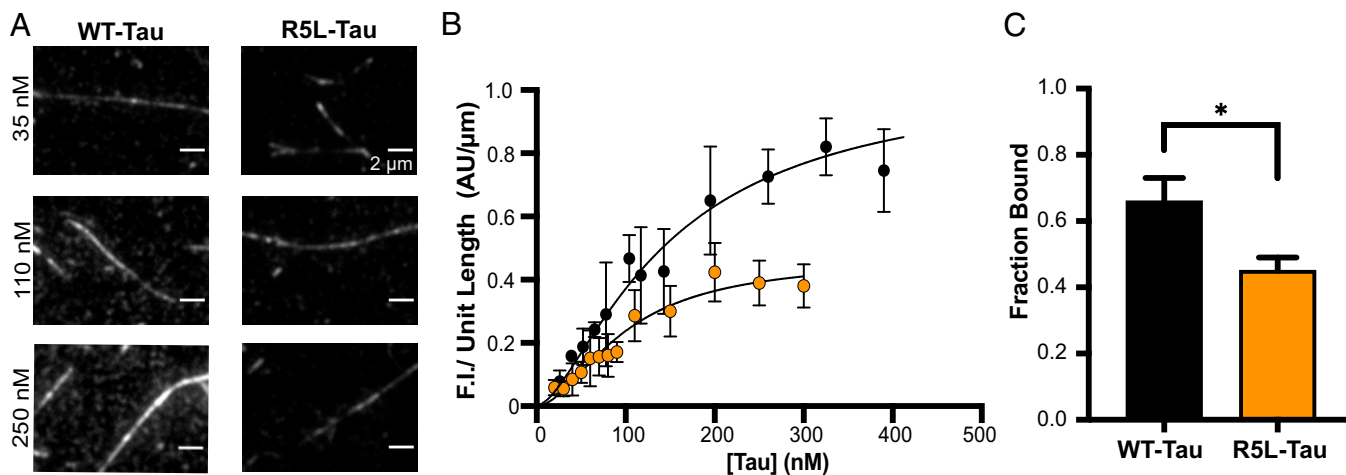 A
WT-Tau
R5L-Tau
35 nM
2 µm
110 nM
250 nM
B
F.I./ Unit Length (AU/µm)
1.0
0.8
0.6
0.4
0.2
0
0 100 200 300 400 500
[Tau] (nM)
C
Fraction Bound
1.0
0.8
0.6
0.4
0.2
0.0
*
WT-Tau R5L-Tau